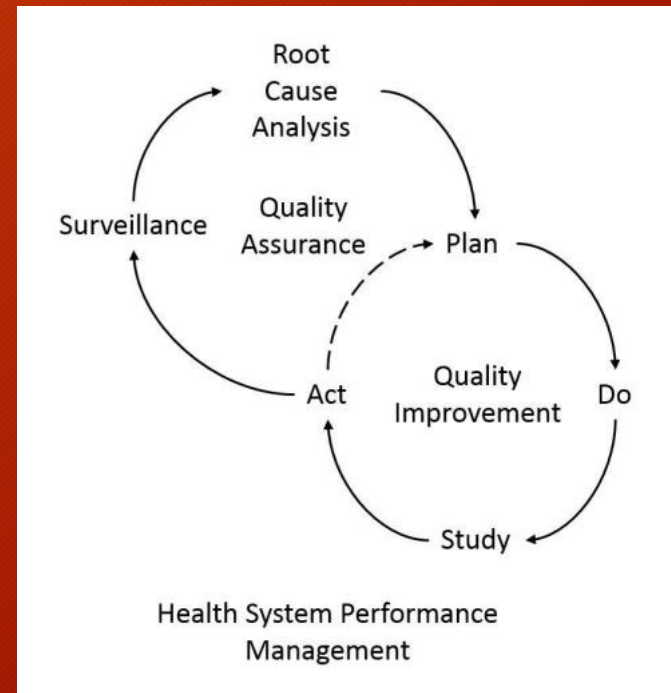 Root
Cause
Analysis
Surveillance
Quality
Assurance
Plan
Act
Quality
Improvement
Do
Study
Health System Performance
Management